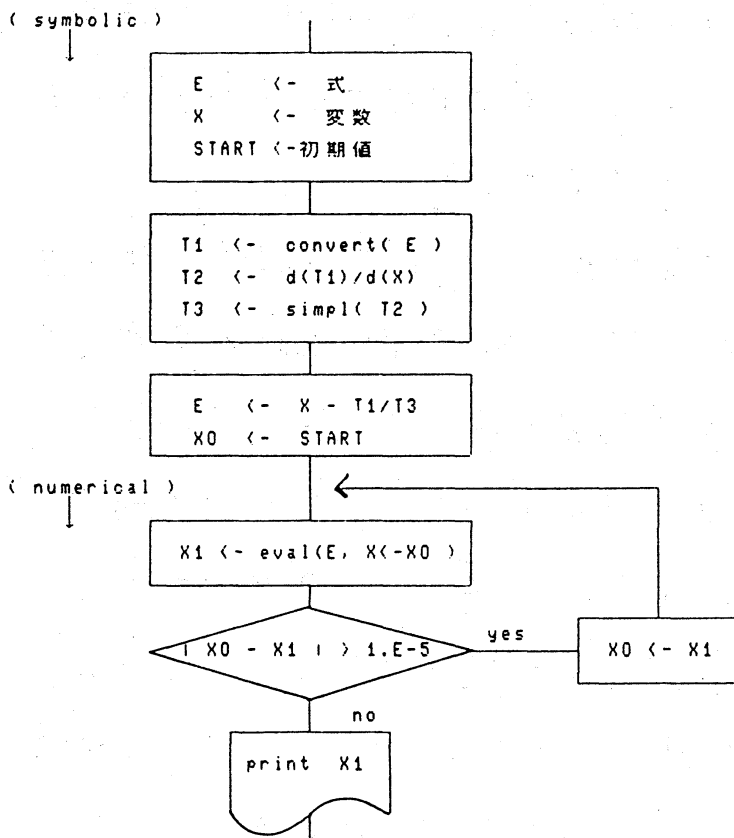 ( symbolic )
E <- 式
X <- 変数
START <-初期値
T1 <- convert( E )
T2 <- d(T1)/d(X)
T3 <- simpl( T2 )
E <- X - T1/T3
X0 <- START
( numerical )
X1 <- eval(E, X<-X0 )
| X0 - X1 | > 1.E-5
yes
X0 <- X1
no
print X1